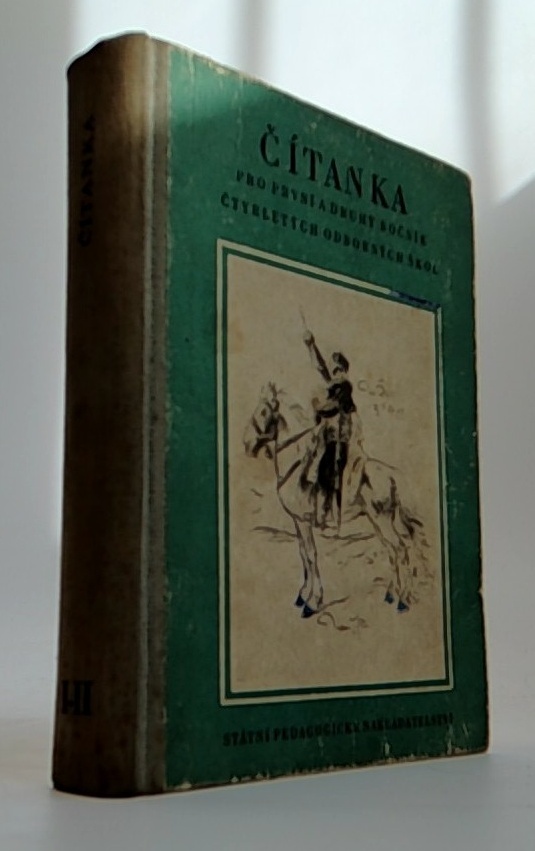 ČÍTANKA
I-II
ČÍTANKA
PRO PRVNÍ A DRUHÝ ROČNÍK
ČTYŘLETÝCH ODBORNÝCH ŠKOL
STÁTNÍ PEDAGOGICKÉ NAKLADATELSTVÍ